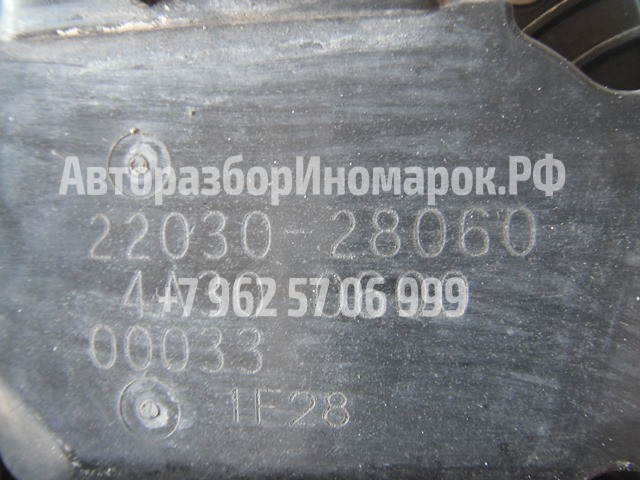 АвторазборИномарок.РФ
22030-28060
+7 962 57 06 999
00033
1F28